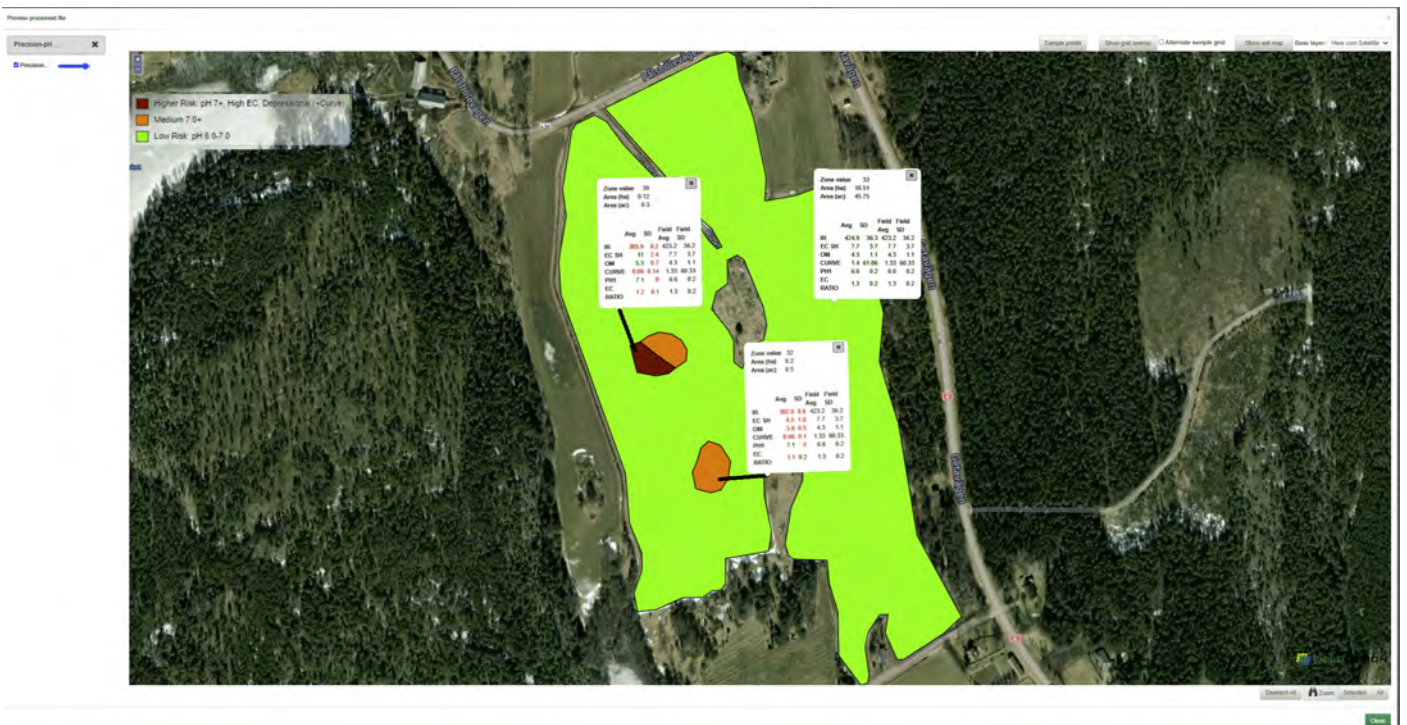 Preview processed file
Precision-pH ...
Precision...
Sample points
Show grid overlay
Alternate sample grid
Show soil map
Base layer: Here.com Satellite
Pålsbölevägen
Getavägen
Higher Risk: pH 7+, High EC, Depressional (+Curve)
Medium 7.0+
Low Risk: pH 6.0-7.0
Area (ha) 0.12
Area (ac) 0.3
Avg SD Field Avg Field SD
IR 385.9 9.2 423.2 36.2
EC SH 11 2.4 7.7 3.7
OM 5.3 0.7 4.3 1.1
CURVE 0.06 0.14 1.33 60.33
PH1 7.1 0 6.6 0.2
EC RATIO 1.2 0.1 1.3 0.2
Zone value 33
Area (ha) 18.51
Area (ac) 45.75
Avg SD Field Avg Field SD
IR 424.8 36.3 423.2 36.2
EC SH 7.7 3.7 7.7 3.7
OM 4.3 1.1 4.3 1.1
CURVE 1.4 61.86 1.33 60.33
PH1 6.6 0.2 6.6 0.2
EC RATIO 1.3 0.2 1.3 0.2
Zone value 32
Area (ha) 0.2
Area (ac) 0.5
Avg SD Field Avg Field SD
IR 382.6 8.6 423.2 36.2
EC SH 6.5 1.8 7.7 3.7
OM 3.8 0.5 4.3 1.1
CURVE 0.06 0.1 1.33 60.33
PH1 7.1 0 6.6 0.2
EC RATIO 1.1 0.2 1.3 0.2
Getavägen
Deselect All
Zoom:
Selected
All
Close